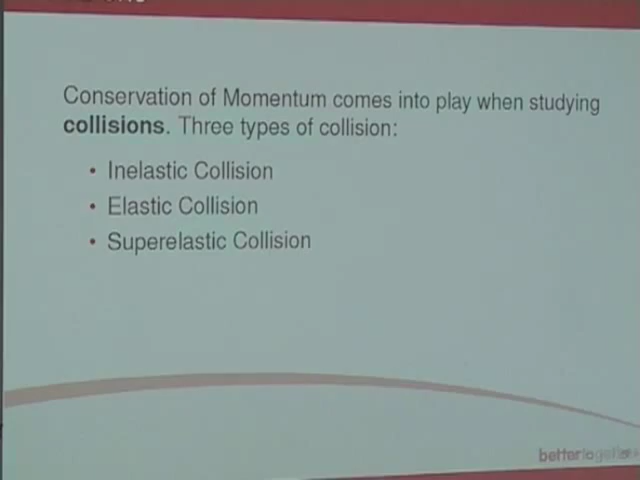 Conservation of Momentum comes into play when studying
collisions. Three types of collision:
• Inelastic Collision
• Elastic Collision
• Superelastic Collision